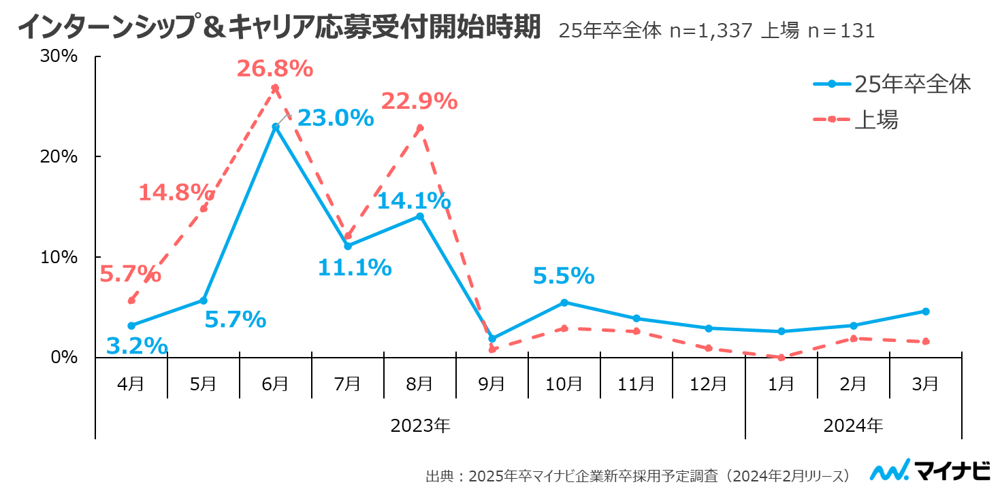 インターンシップ&キャリア応募受付開始時期 25年卒全体 n=1,337 上場 n=131
30%
20%
10%
0%
25年卒全体
上場
26.8%
23.0%
22.9%
14.8%
14.1%
5.7%
11.1%
5.5%
5.7%
3.2%
4月 5月 6月 7月 8月 9月 10月 11月 12月 1月 2月 3月
2023年 2024年
出典：2025年卒マイナビ企業新卒採用予定調査（2024年2月リリース）
マイナビ